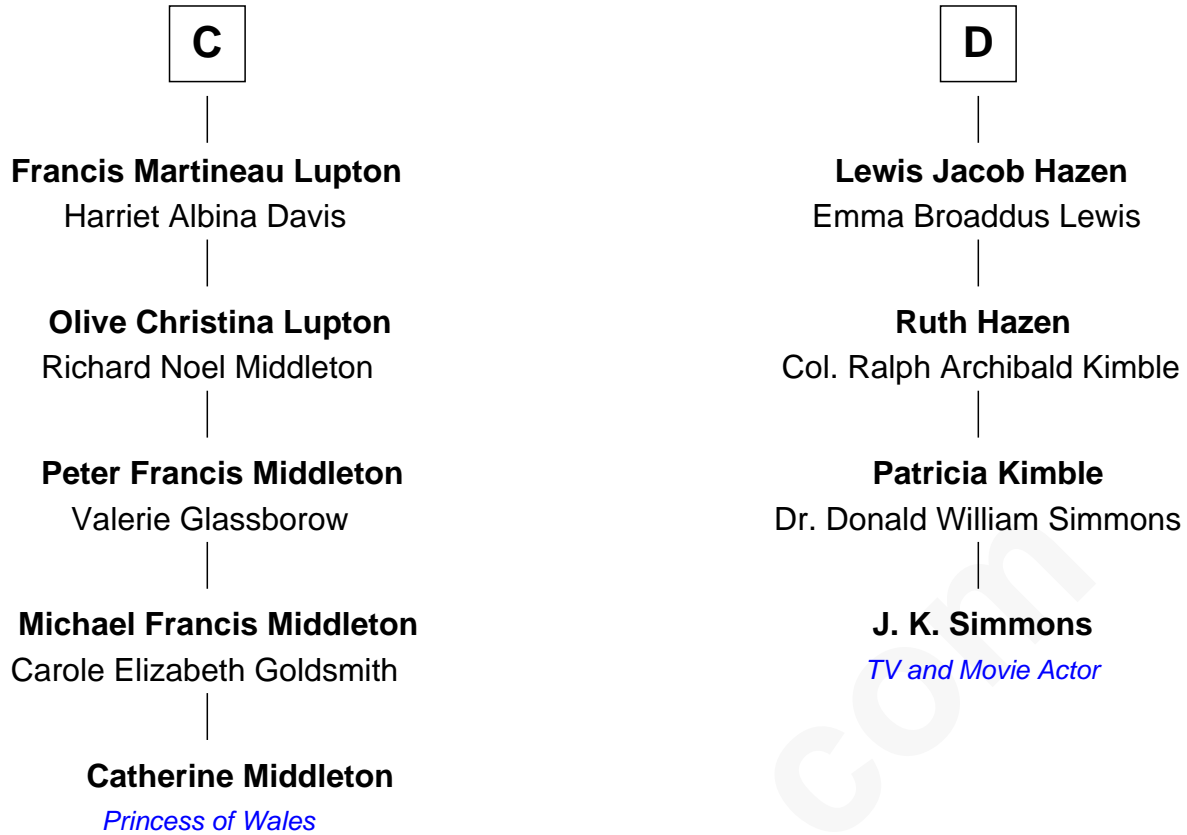 C
Francis Martineau Lupton
Harriet Albina Davis
Olive Christina Lupton
Richard Noel Middleton
Peter Francis Middleton
Valerie Glassborow
Michael Francis Middleton
Carole Elizabeth Goldsmith
Catherine Middleton
Princess of Wales
D
Lewis Jacob Hazen
Emma Broaddus Lewis
Ruth Hazen
Col. Ralph Archibald Kimble
Patricia Kimble
Dr. Donald William Simmons
J. K. Simmons
TV and Movie Actor
com